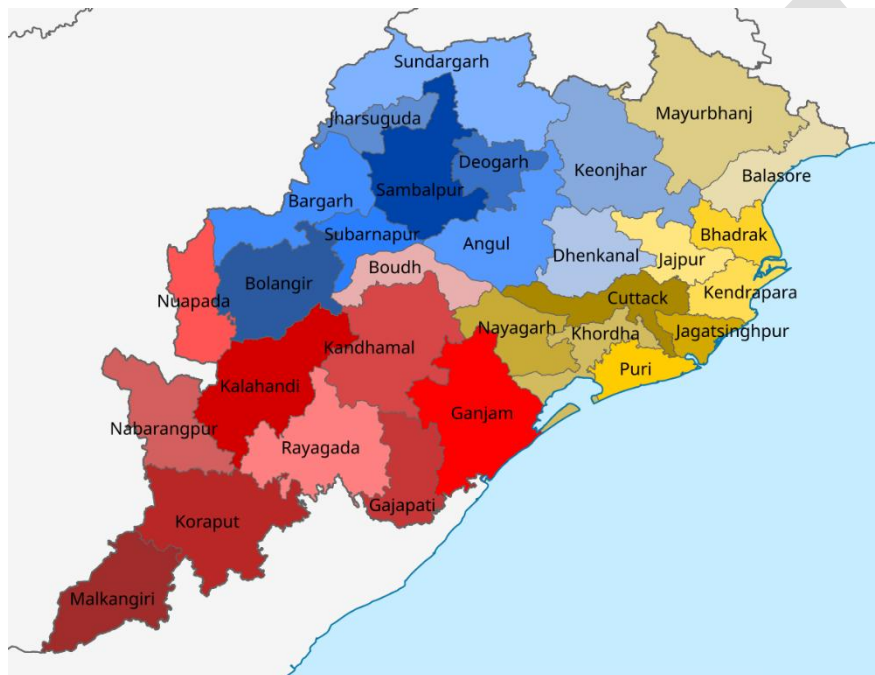 Sundargarh
Mayurbhanj
Jharsuguda
Deogarh
Keonjhar
Balasore
Sambalpur
Bargarh
Subarnapur
Angul
Dhenkanal
Bhadrak
Jajpur
Boudh
Bolangir
Nuapada
Cuttack
Kendrapara
Nayagarh
Khordha
Jagatsinghpur
Kandhamal
Puri
Kalahandi
Ganjam
Nabarangpur
Rayagada
Gajapati
Koraput
Malkangiri